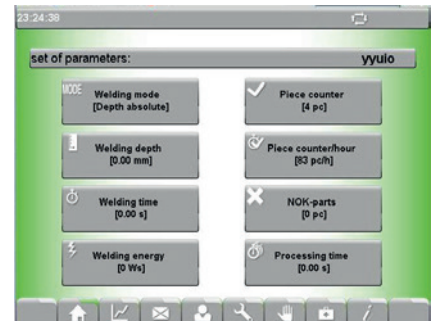 23:24:38
set of parameters: yyuio
MODE Welding mode
[Depth absolute]
Piece counter
[4 pc]
Welding depth
[0.00 mm]
Piece counter/hour
[83 pc/h]
Welding time
[0.00 s]
NOK-parts
[0 pc]
Welding energy
[0 Ws]
Processing time
[0.00 s]
i